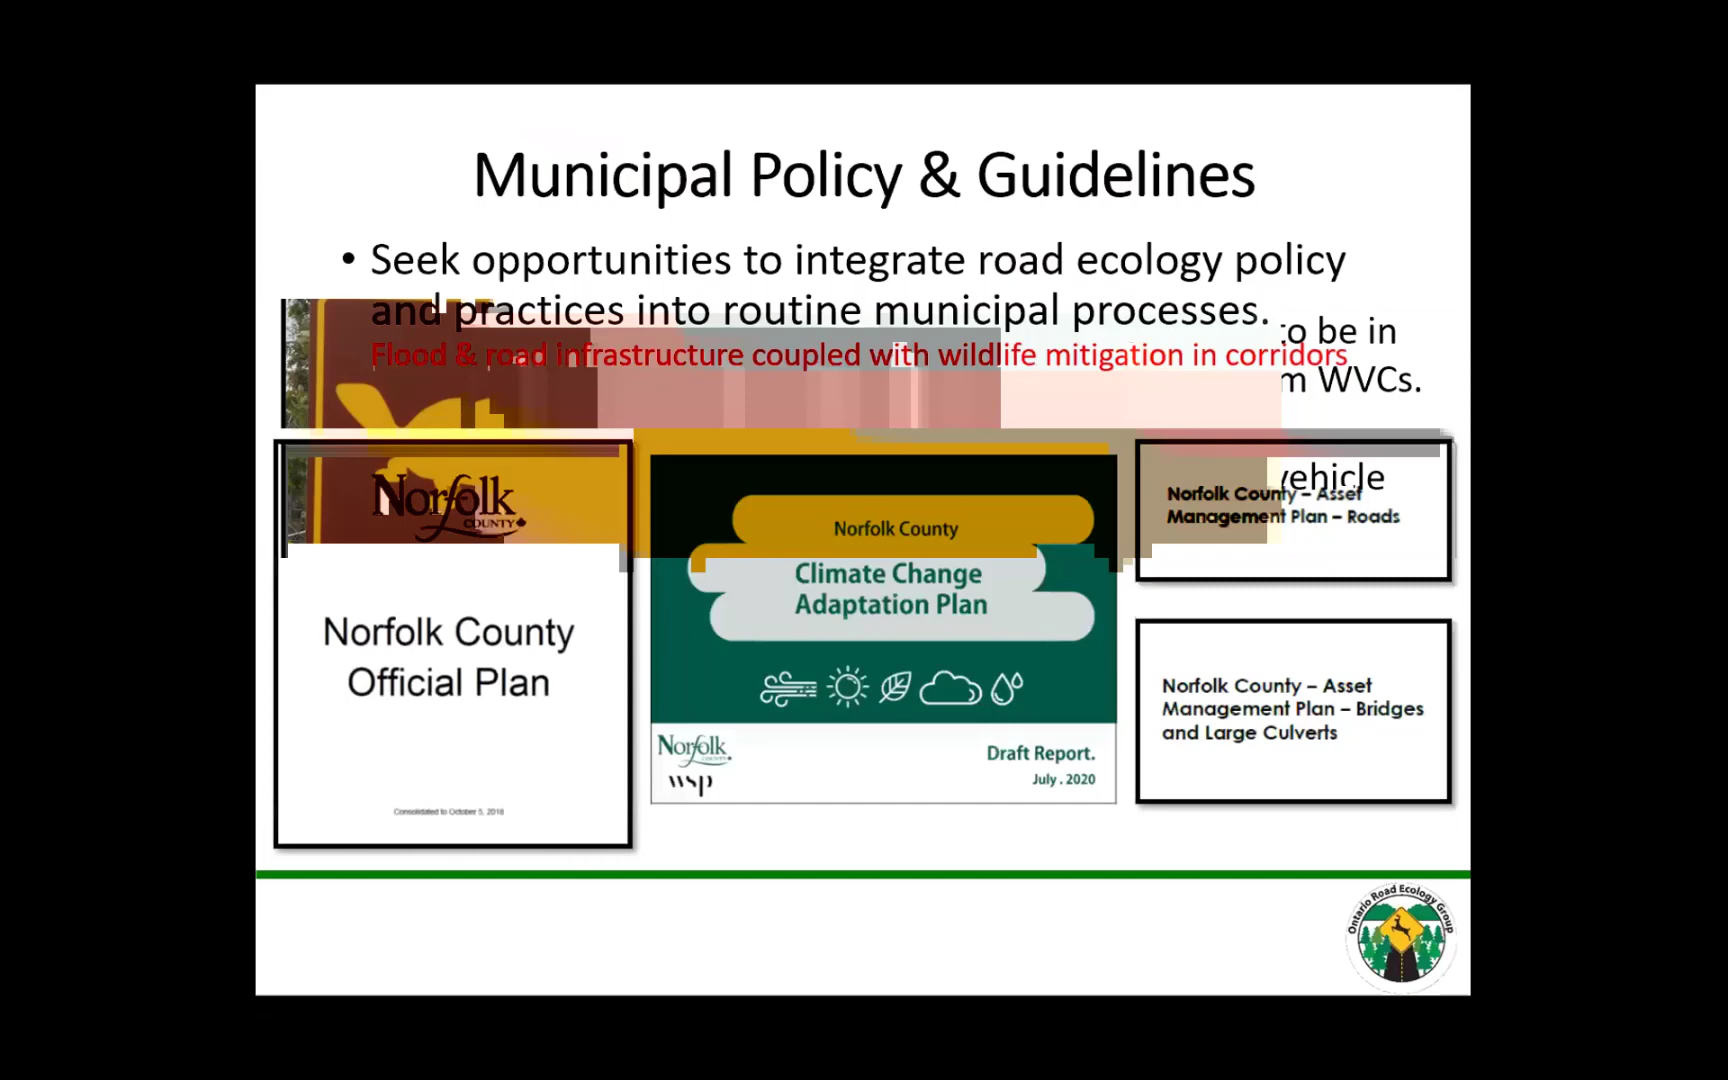 Municipal Policy & Guidelines
• Seek opportunities to integrate road ecology policy
and practices into routine municipal processes.
to be in
Flood & road infrastructure coupled with wildlife mitigation in corridors
WVCs.
vehicle
Norfolk
COUNTY
Norfolk County
Official Plan
Consolidated to October 5, 2018
Norfolk County
Climate Change
Adaptation Plan
Norfolk
COUNTY
wsp
Draft Report.
July . 2020
Norfolk County – Asset
Management Plan – Roads
Norfolk County – Asset
Management Plan – Bridges
and Large Culverts
Ontario Road Ecology Group